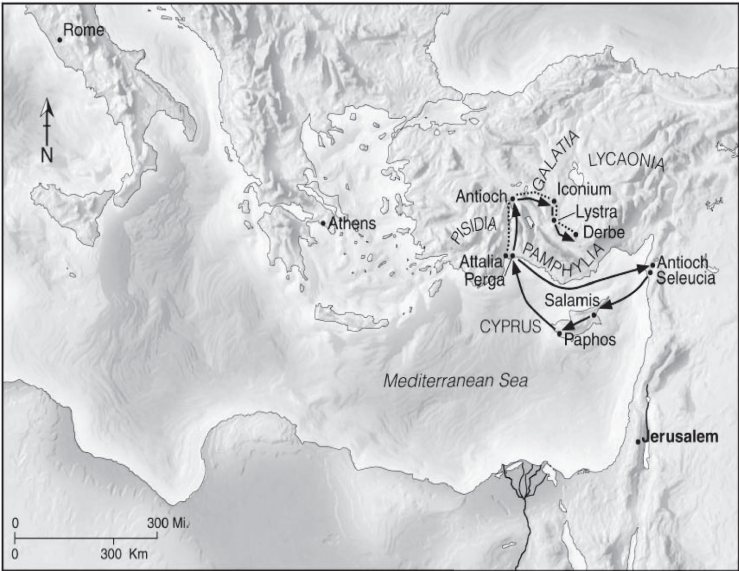 Rome
N
GALATIA
LYCAONIA
Antioch
Iconium
Lystra
Derbe
PISIDIA
PAMPHYLIA
Athens
Attalia
Perga
Antioch
Seleucia
Salamis
CYPRUS
Paphos
Mediterranean Sea
Jerusalem
0 300 Mi.
0 300 Km